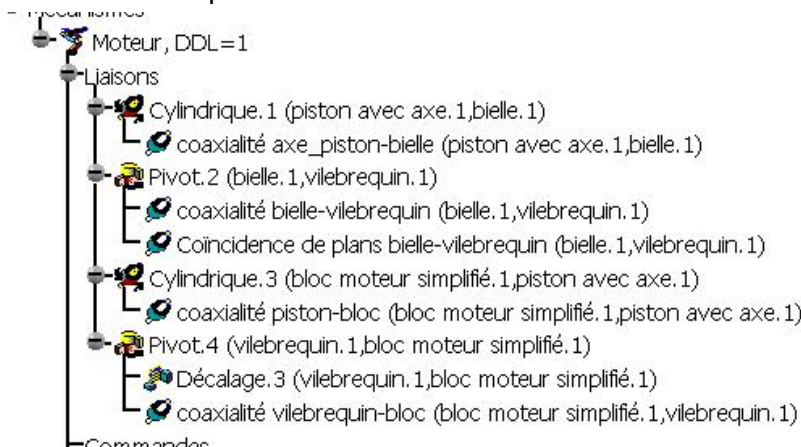 Mécanismes
Moteur, DDL=1
Liaisons
Cylindrique.1 (piston avec axe.1,bielle.1)
coaxialité axe_piston-bielle (piston avec axe.1,bielle.1)
Pivot.2 (bielle.1,vilebrequin.1)
coaxialité bielle-vilebrequin (bielle.1,vilebrequin.1)
Coïncidence de plans bielle-vilebrequin (bielle.1,vilebrequin.1)
Cylindrique.3 (bloc moteur simplifié.1,piston avec axe.1)
coaxialité piston-bloc (bloc moteur simplifié.1,piston avec axe.1)
Pivot.4 (vilebrequin.1,bloc moteur simplifié.1)
Décalage.3 (vilebrequin.1,bloc moteur simplifié.1)
coaxialité vilebrequin-bloc (bloc moteur simplifié.1,vilebrequin.1)
Commandes